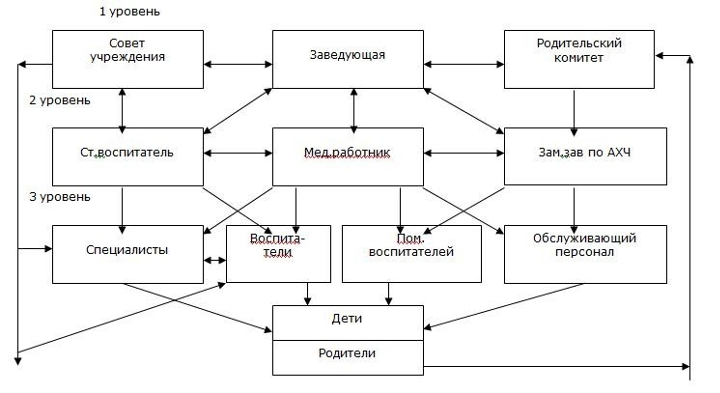 1 уровень
Совет
учреждения
Заведующая
Родительский
комитет
2 уровень
Ст.воспитатель
Мед.работник
Зам.зав по АХЧ
3 уровень
Специалисты
Воспита-
тели
Пом.
воспитателей
Обслуживающий
персонал
Дети
Родители